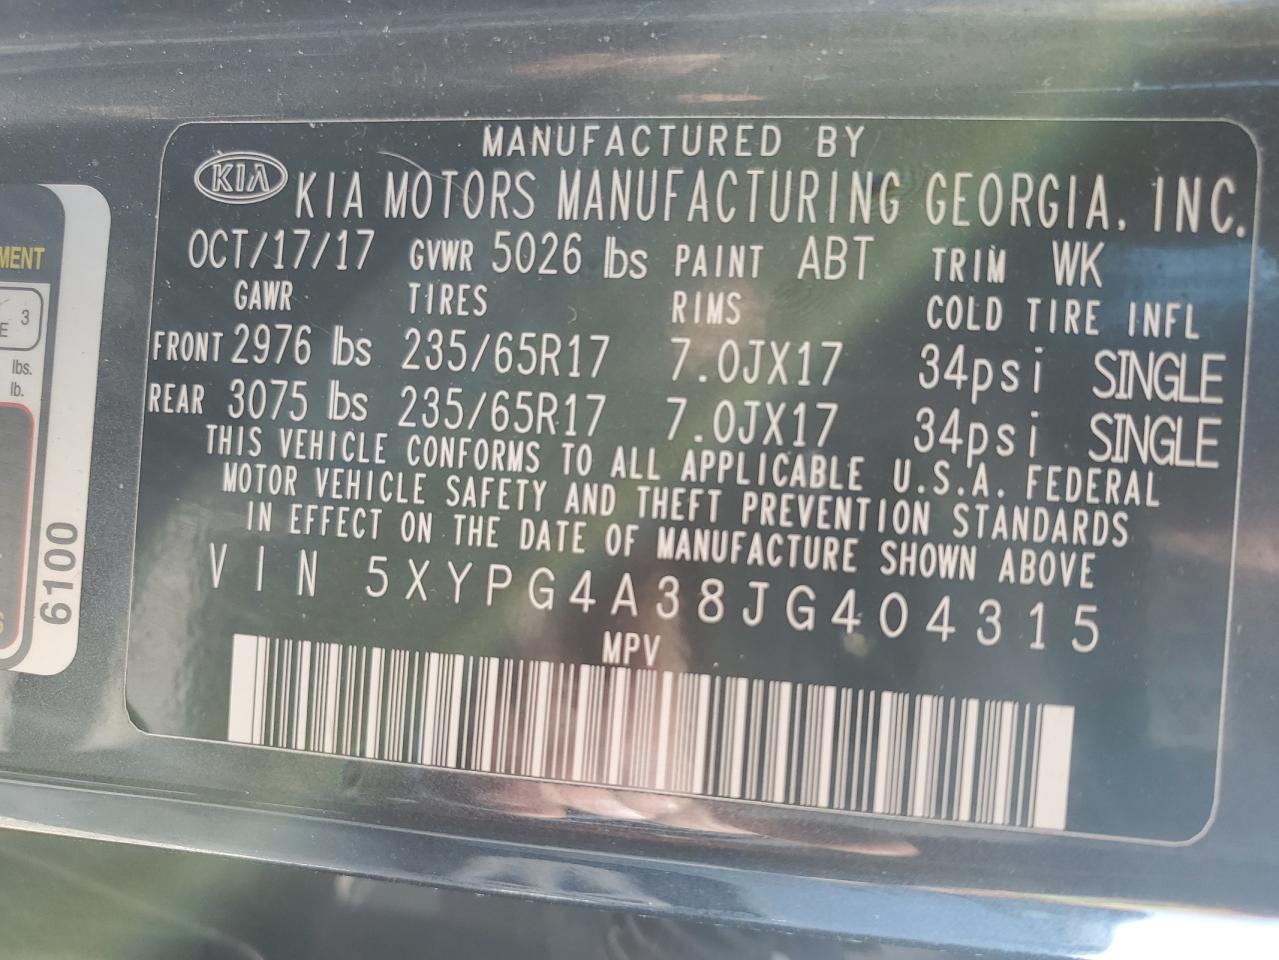 MANUFACTURED BY
KIA KIA MOTORS MANUFACTURING GEORGIA, INC.
OCT/17/17 GVWR 5026 lbs PAINT ABT TRIM WK
GAWR TIRES RIMS COLD TIRE INFL
FRONT 2976 lbs 235/65R17 7.0JX17 34psi SINGLE
REAR 3075 lbs 235/65R17 7.0JX17 34psi SINGLE
THIS VEHICLE CONFORMS TO ALL APPLICABLE U.S.A. FEDERAL
MOTOR VEHICLE SAFETY AND THEFT PREVENTION STANDARDS
IN EFFECT ON THE DATE OF MANUFACTURE SHOWN ABOVE
VIN 5XYPG4A38JG404315
MPV
MENT
3
E
lbs.
lb.
6100
S